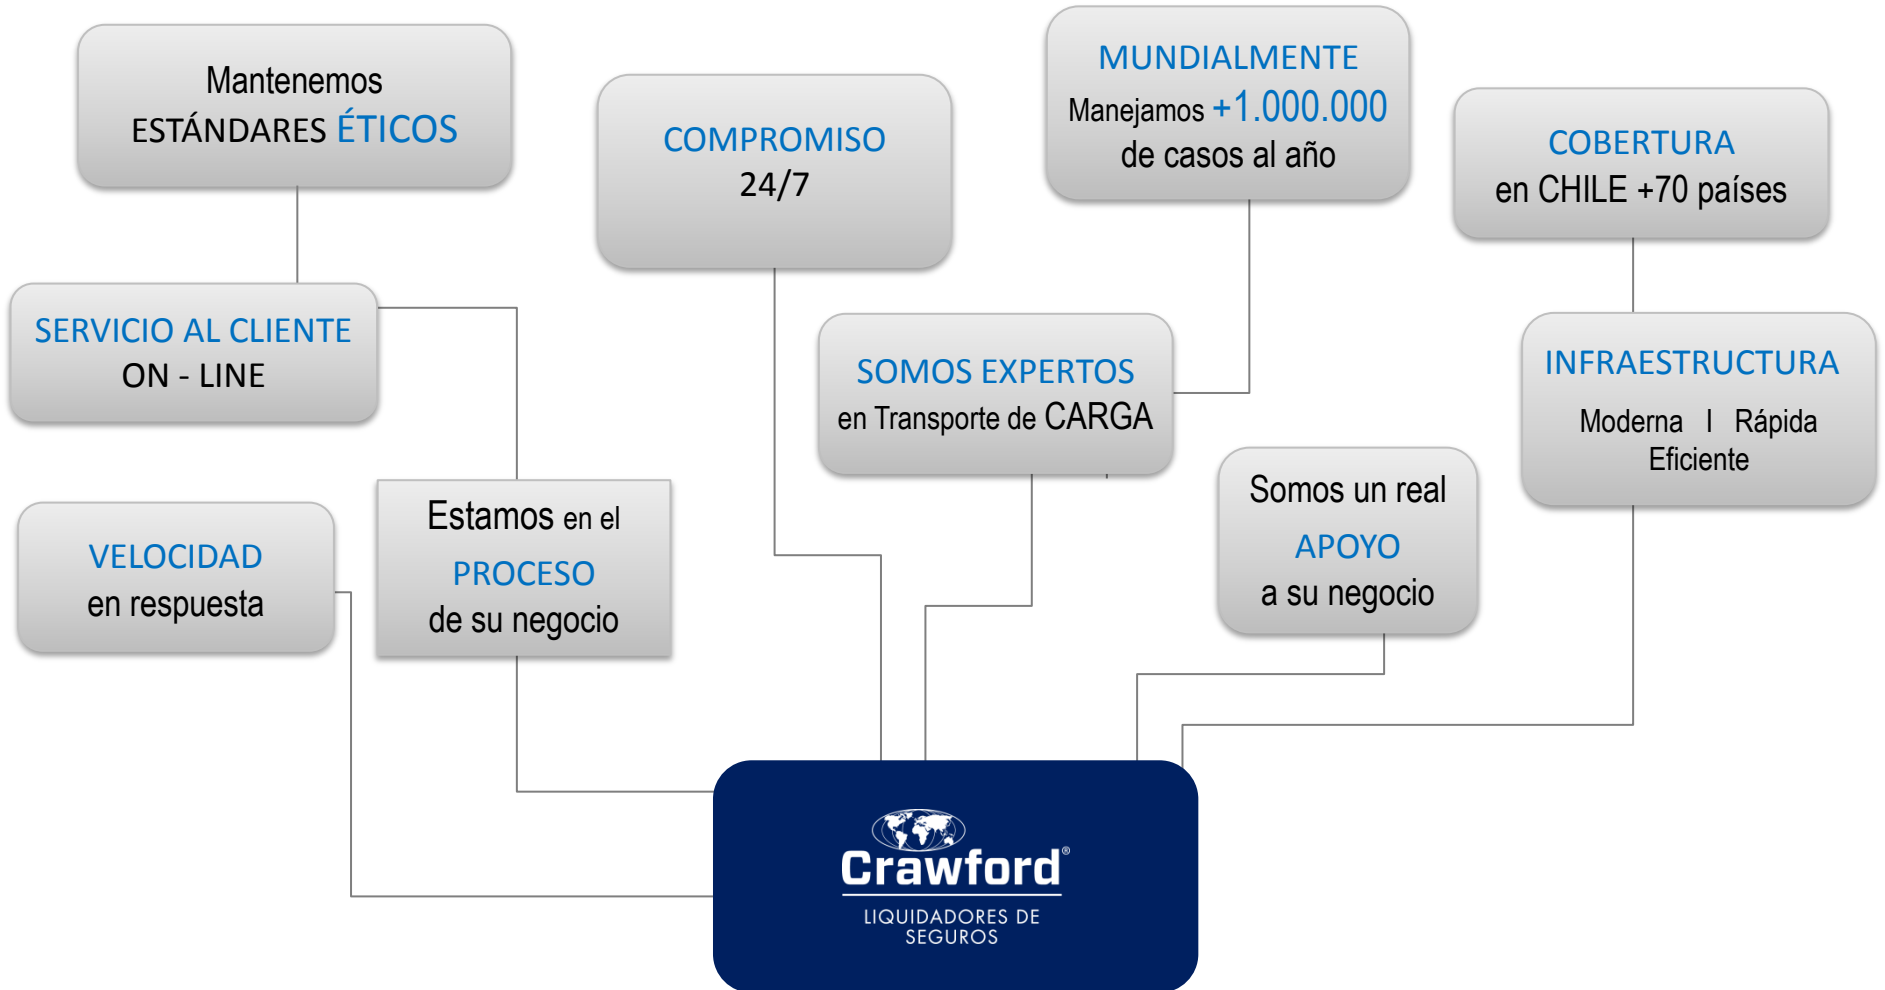 Mantenemos
ESTÁNDARES ÉTICOS
COMPROMISO
24/7
MUNDIALMENTE
Manejamos +1.000.000
de casos al año
COBERTURA
en CHILE +70 países
SERVICIO AL CLIENTE
ON - LINE
SOMOS EXPERTOS
en Transporte de CARGA
INFRAESTRUCTURA
Moderna I Rápida
Eficiente
VELOCIDAD
en respuesta
Estamos en el
PROCESO
de su negocio
Somos un real
APOYO
a su negocio
Crawford®
LIQUIDADORES DE
SEGUROS